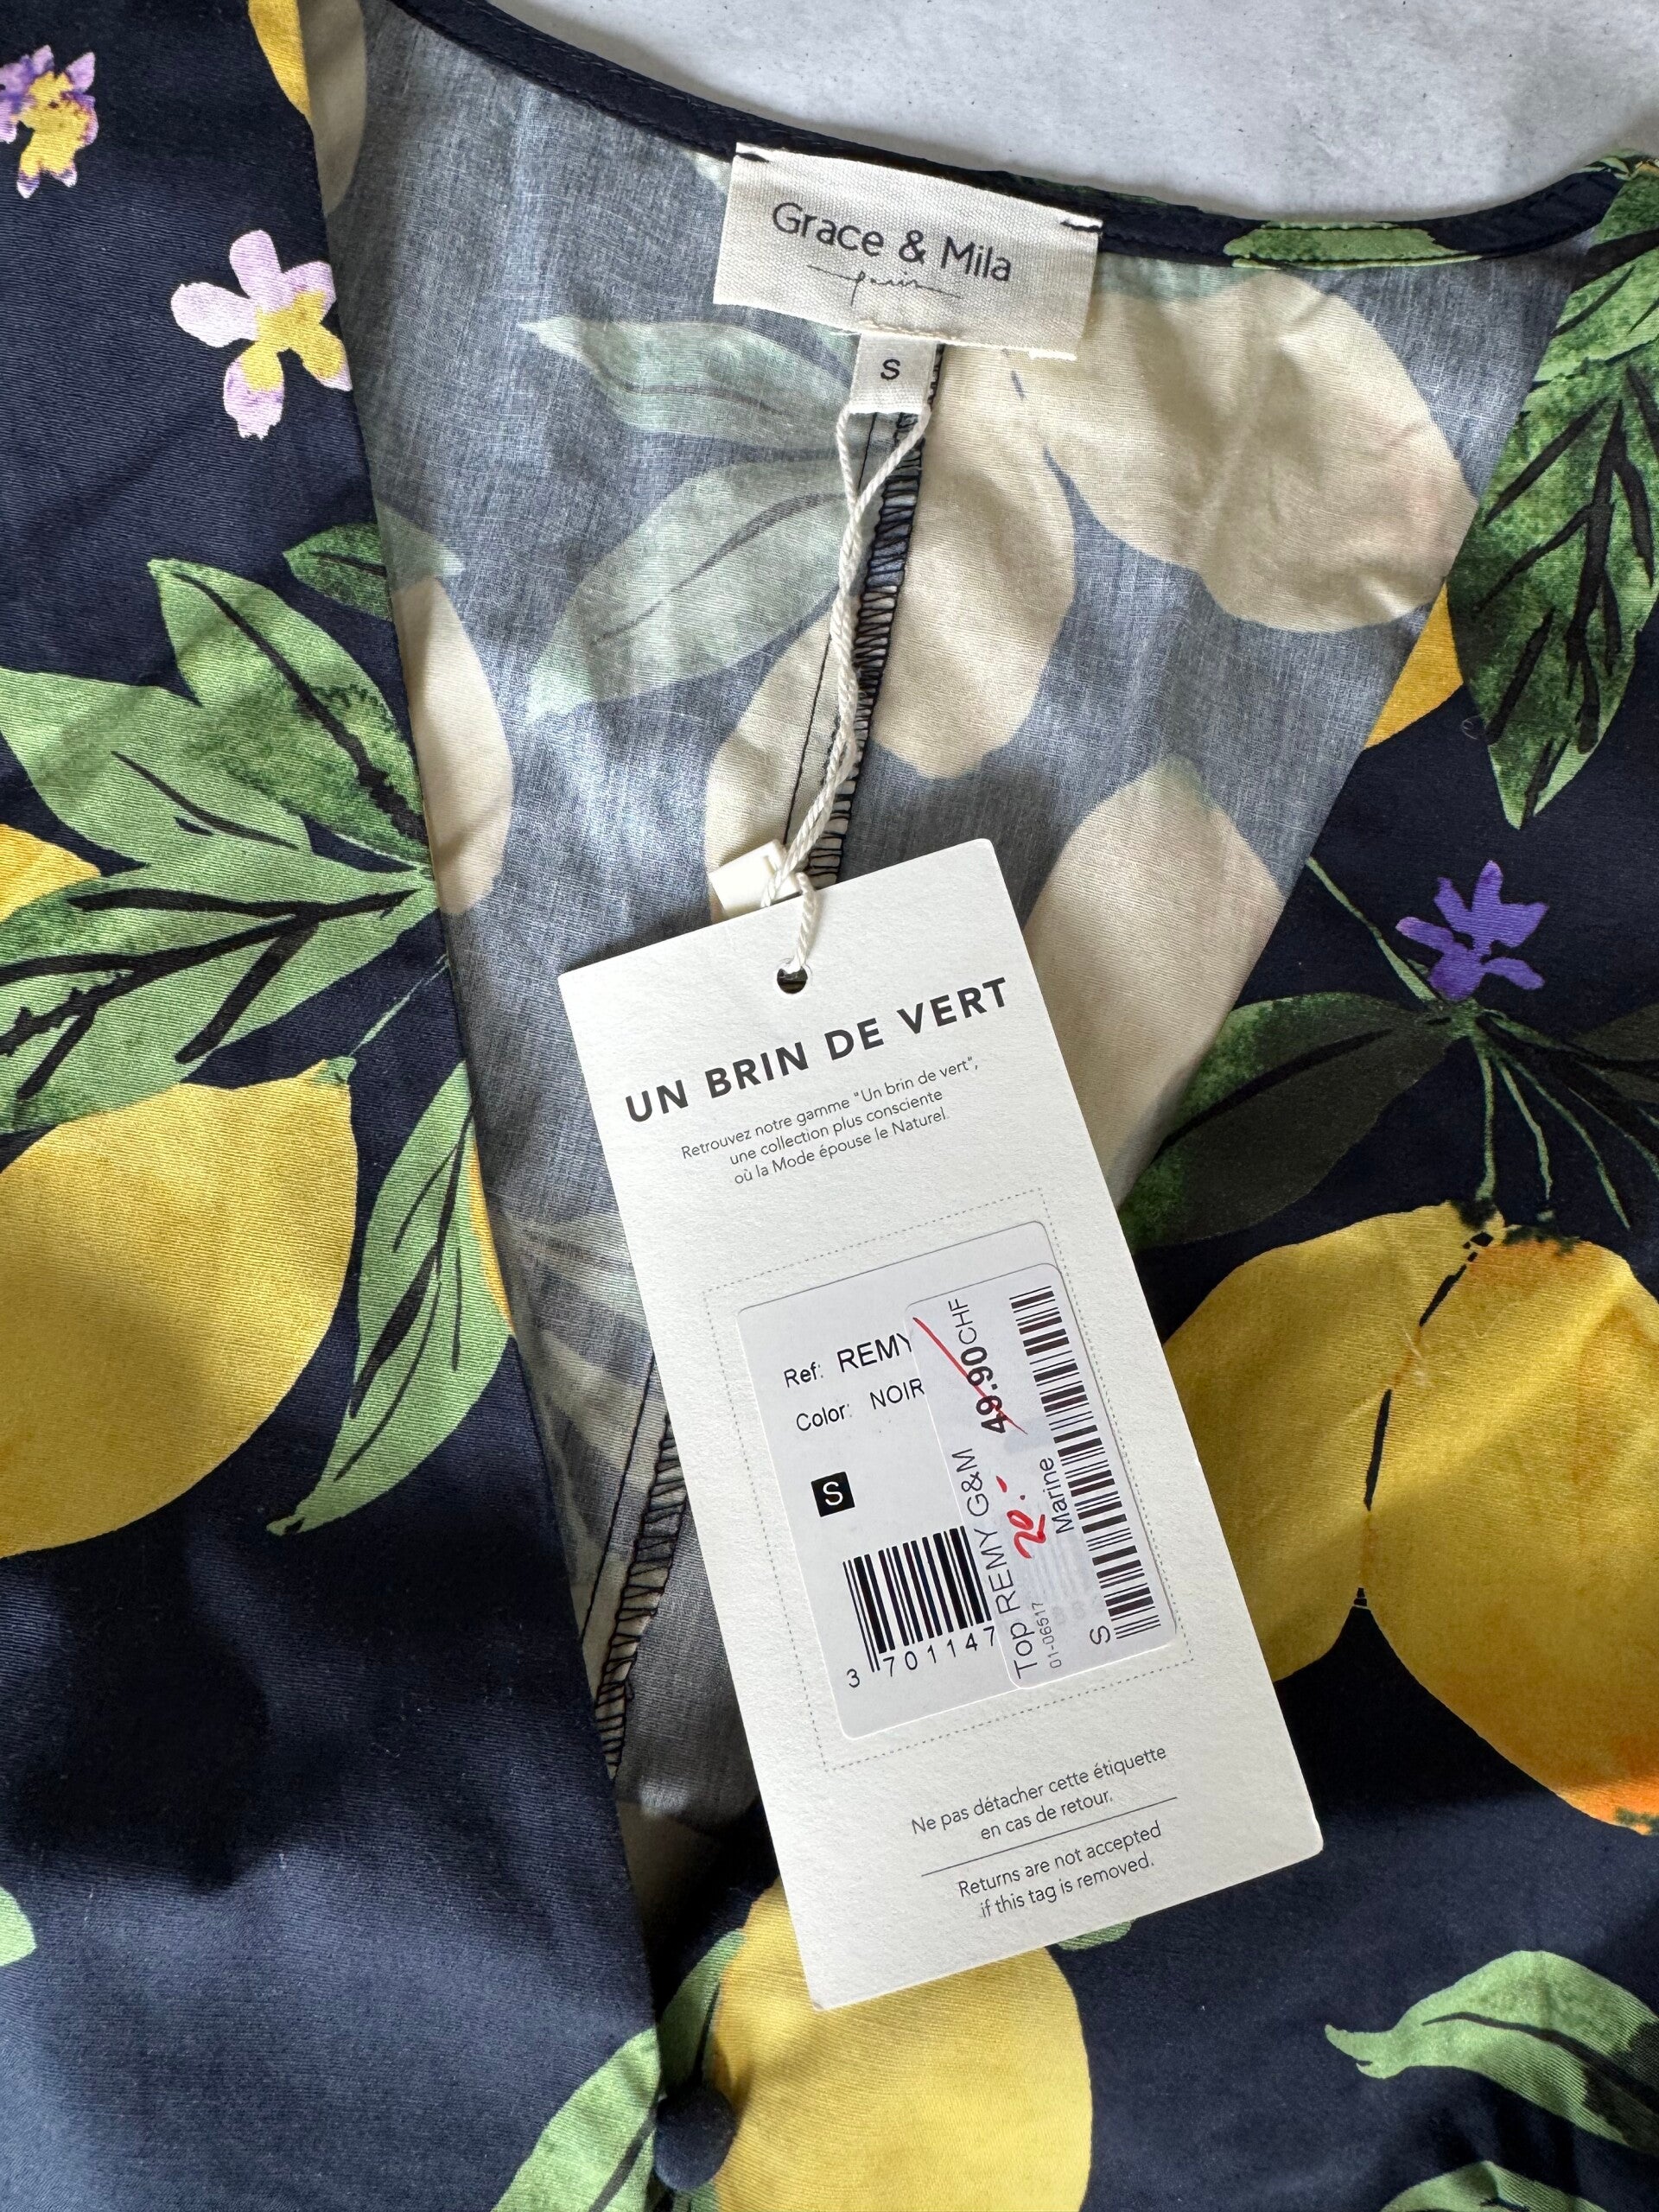 Grace & Mila
paris
S
UN BRIN DE VERT
Retrouvez notre gamme "Un brin de vert",
une collection plus consciente
où la Mode épouse le Naturel.
Ref: REMY
Color: NOIR
S
3 701147
49.90CHF
Top REMY G&M
20.-
01-06517
Marine
S
Ne pas détacher cette étiquette
en cas de retour.
Returns are not accepted
if this tag is removed.